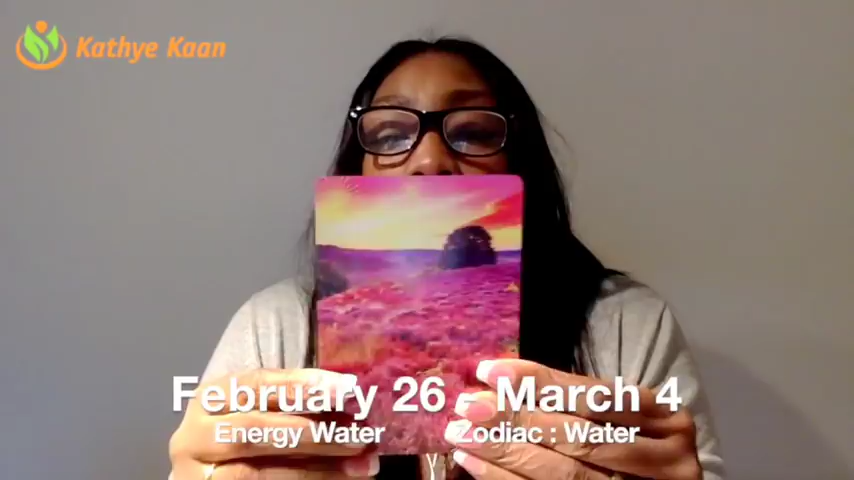 Kathye Kaan
February 26 - March 4
Energy Water
Zodiac : Water